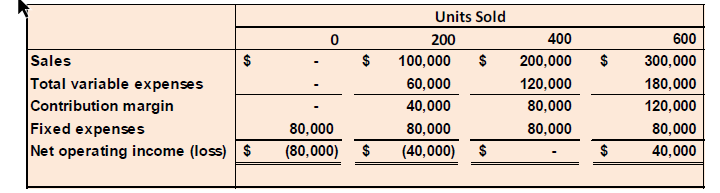 Units Sold
0 200 400 600
Sales $ - $ 100,000 $ 200,000 $ 300,000
Total variable expenses - 60,000 120,000 180,000
Contribution margin - 40,000 80,000 120,000
Fixed expenses 80,000 80,000 80,000 80,000
Net operating income (loss) $ (80,000) $ (40,000) $ - $ 40,000